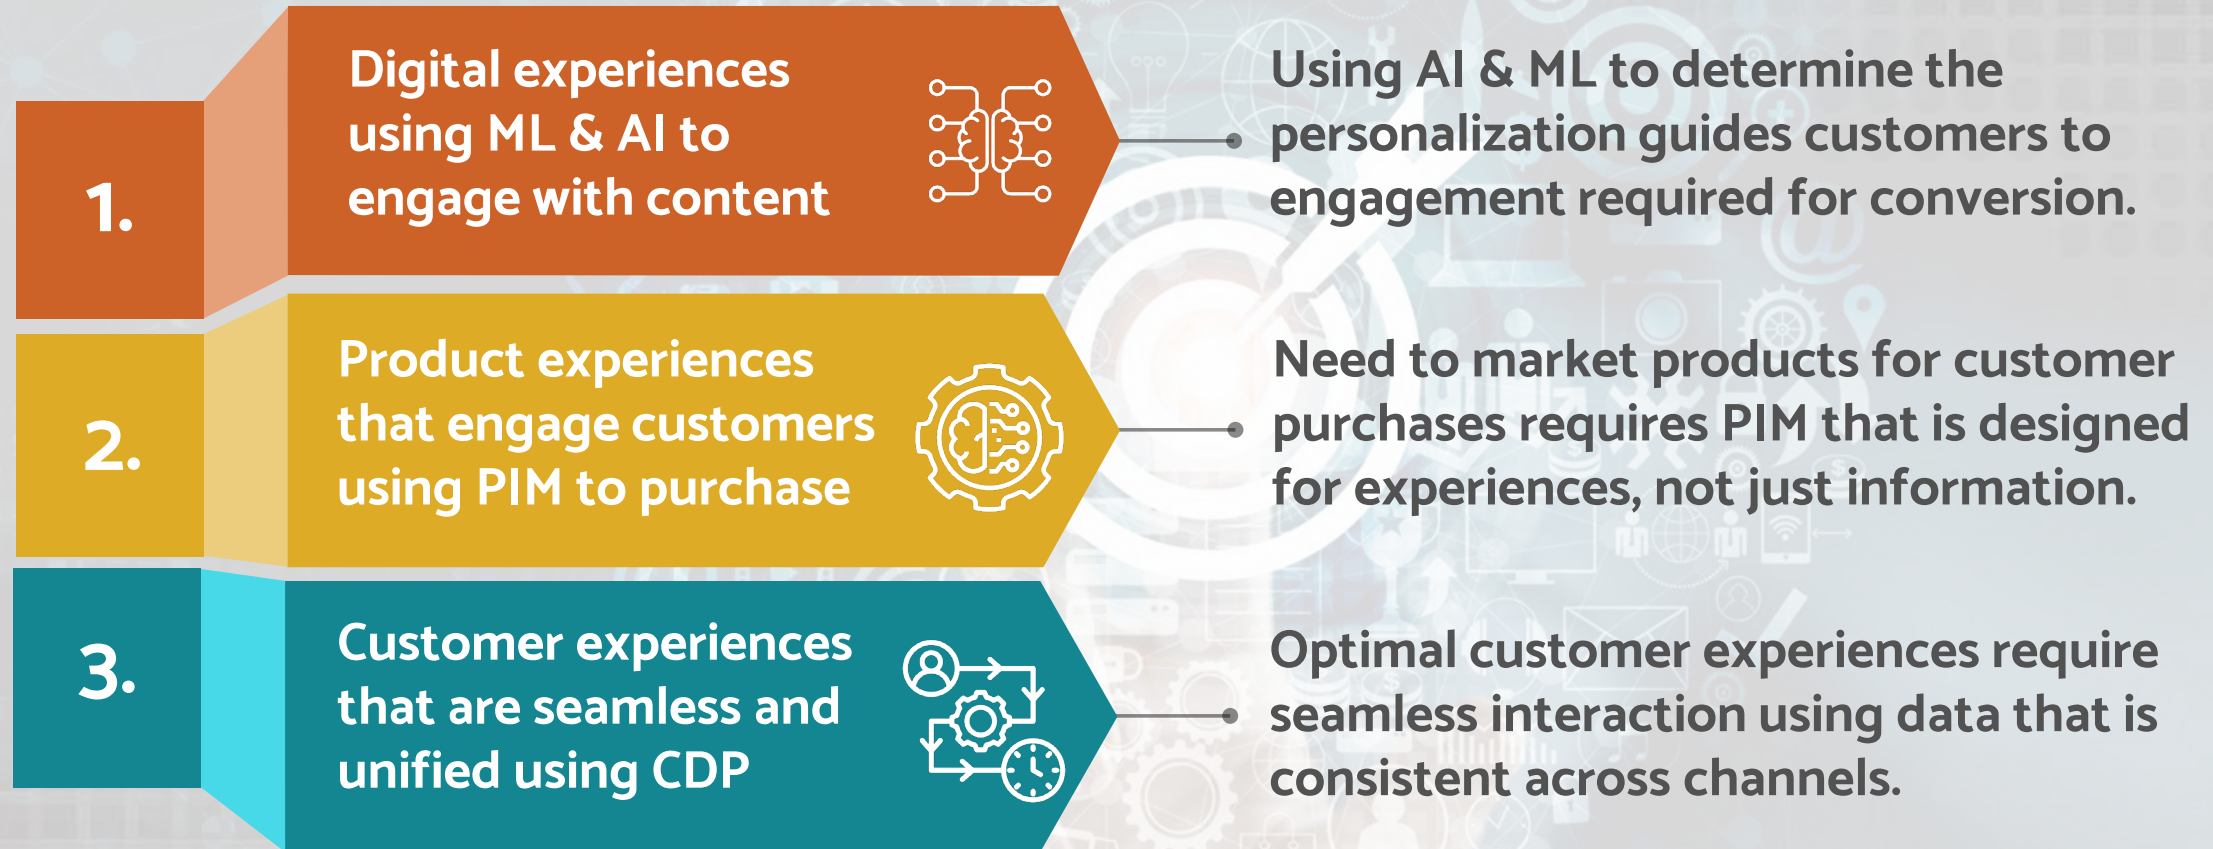 1.
Digital experiences
using ML & AI to
engage with content
Using AI & ML to determine the
personalization guides customers to
engagement required for conversion.
2.
Product experiences
that engage customers
using PIM to purchase
Need to market products for customer
purchases requires PIM that is designed
for experiences, not just information.
3.
Customer experiences
that are seamless and
unified using CDP
Optimal customer experiences require
seamless interaction using data that is
consistent across channels.